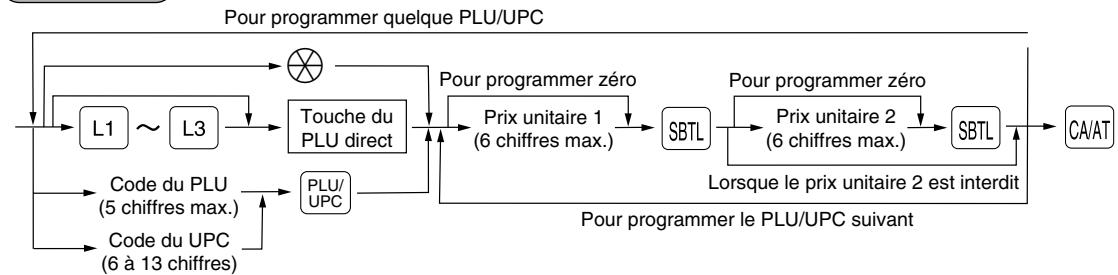 Pour programmer quelque PLU/UPC
Pour programmer zéro
Pour programmer zéro
L1 ~ L3
Touche du
PLU direct
Prix unitaire 1
(6 chiffres max.)
SBTL
Prix unitaire 2
(6 chiffres max.)
SBTL
CA/AT
Lorsque le prix unitaire 2 est interdit
Code du PLU
(5 chiffres max.)
PLU/
UPC
Pour programmer le PLU/UPC suivant
Code du UPC
(6 à 13 chiffres)